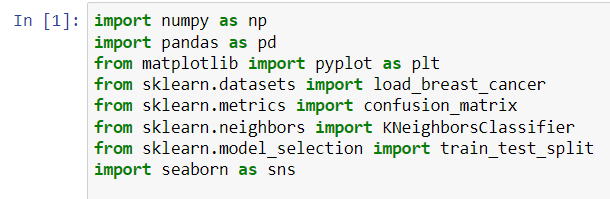 In [1]: import numpy as np
import pandas as pd
from matplotlib import pyplot as plt
from sklearn.datasets import load_breast_cancer
from sklearn.metrics import confusion_matrix
from sklearn.neighbors import KNeighborsClassifier
from sklearn.model_selection import train_test_split
import seaborn as sns